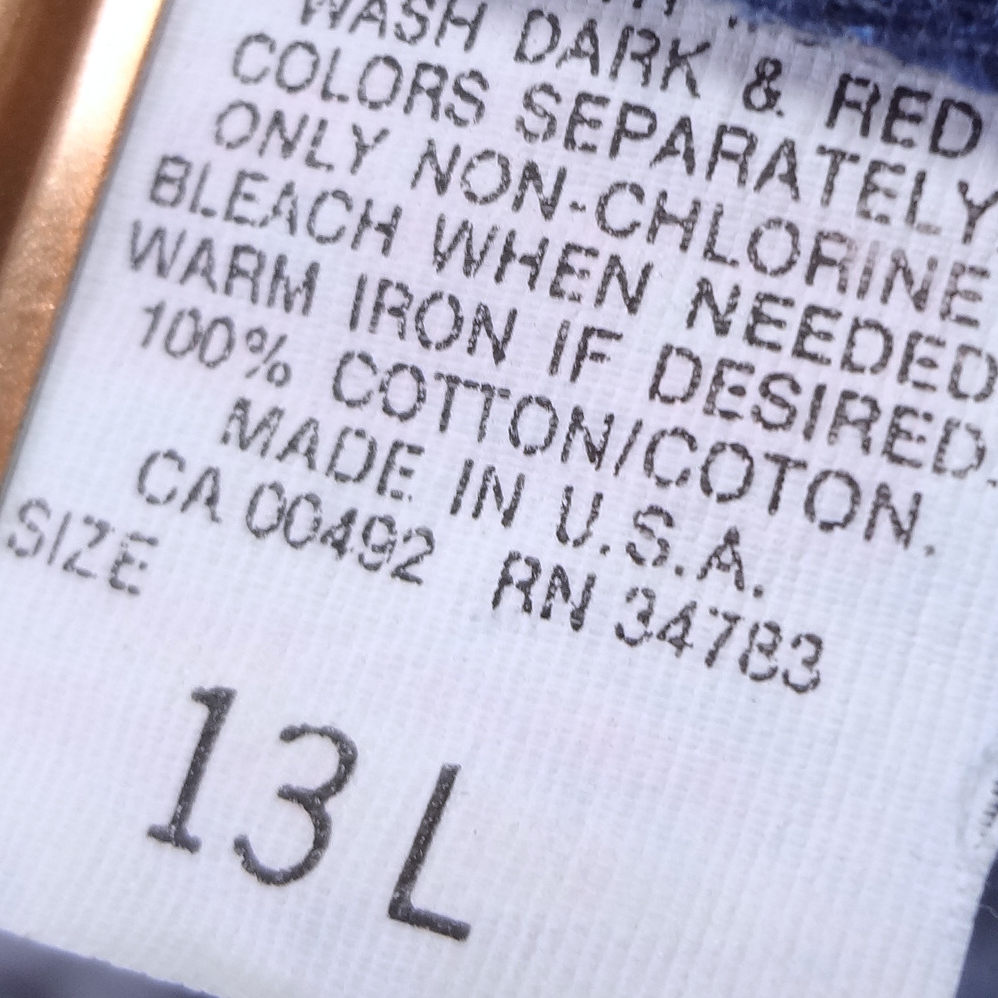 WASH DARK & RED
COLORS SEPARATELY
ONLY NON-CHLORINE
BLEACH WHEN NEEDED
WARM IRON IF DESIRED.
100% COTTON/COTON.
MADE IN U.S.A.
CA 00492 RN 34783
SIZE
13 L